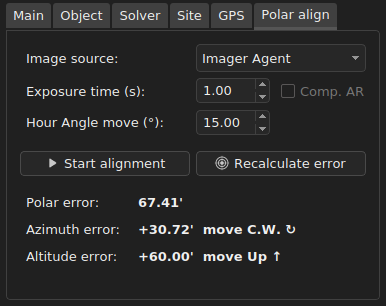 Main Object Solver Site GPS Polar align
Image source: Imager Agent
Exposure time (s): 1.00 Comp. AR
Hour Angle move (°): 15.00
Start alignment Recalculate error
Polar error: 67.41'
Azimuth error: +30.72' move C.W. ↻
Altitude error: +60.00' move Up ↑